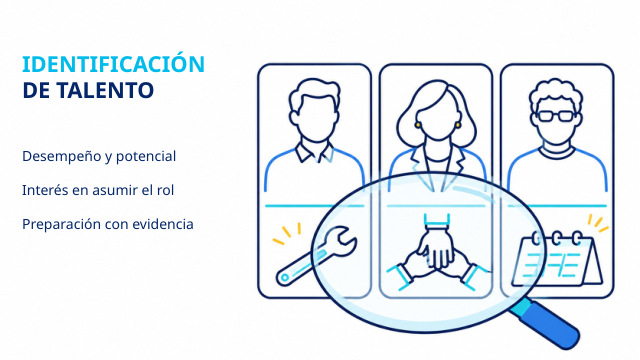 IDENTIFICACIÓN
DE TALENTO
Desempeño y potencial
Interés en asumir el rol
Preparación con evidencia